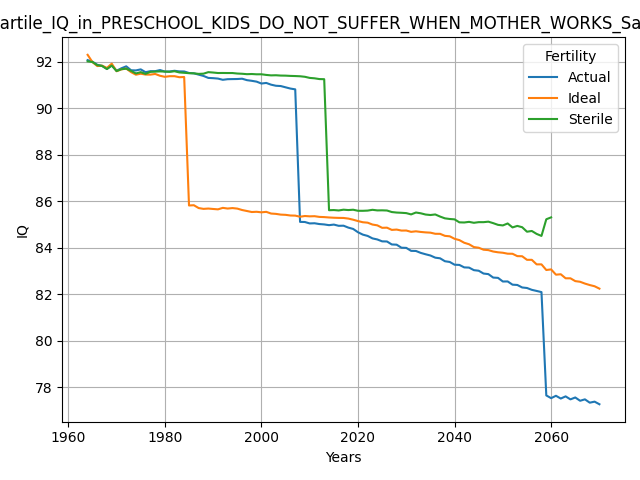 artile_IQ_in_PRESCHOOL_KIDS_DO_NOT_SUFFER_WHEN_MOTHER_WORKS_Sa
Fertility
Actual
Ideal
Sterile
IQ
92
90
88
86
84
82
80
78
1960
1980
2000
2020
2040
2060
Years